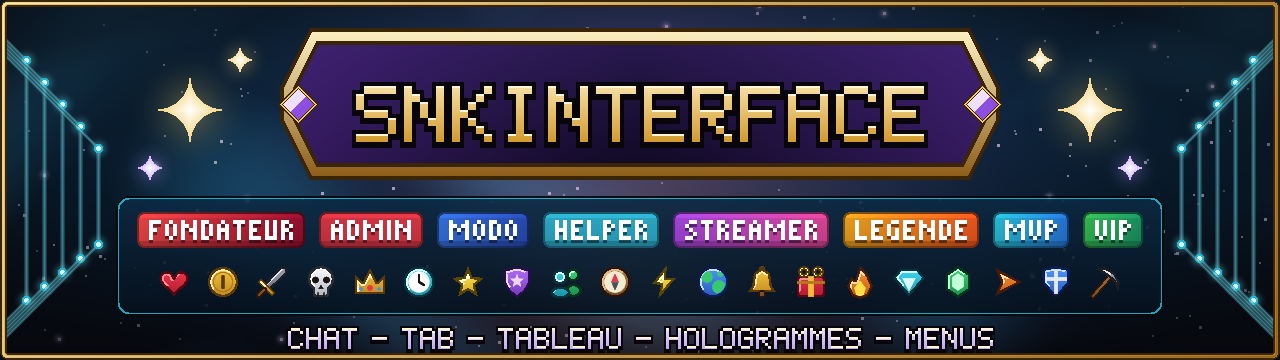 SNKINTERFACE
FONDATEUR ADMIN MODO HELPER STREAMER LEGENDE MVP VIP
CHAT - TAB - TABLEAU - HOLOGRAMMES - MENUS